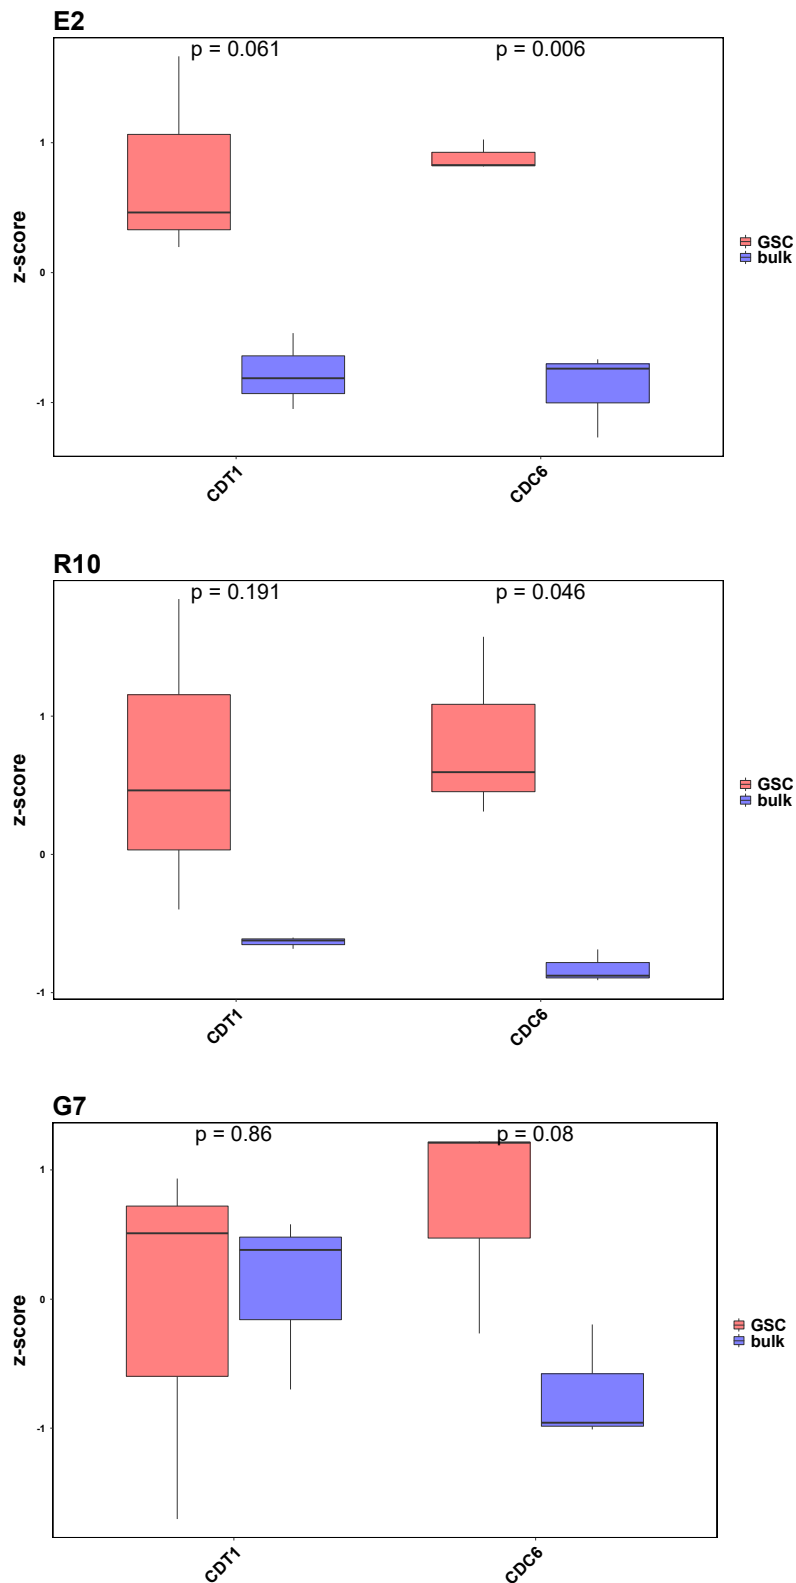 E2
p = 0.061
p = 0.006
1
0
-1
z-score
GSC
bulk
CDT1
CDC6
R10
p = 0.191
p = 0.046
1
0
-1
z-score
GSC
bulk
CDT1
CDC6
G7
p = 0.86
p = 0.08
1
0
-1
z-score
GSC
bulk
CDT1
CDC6